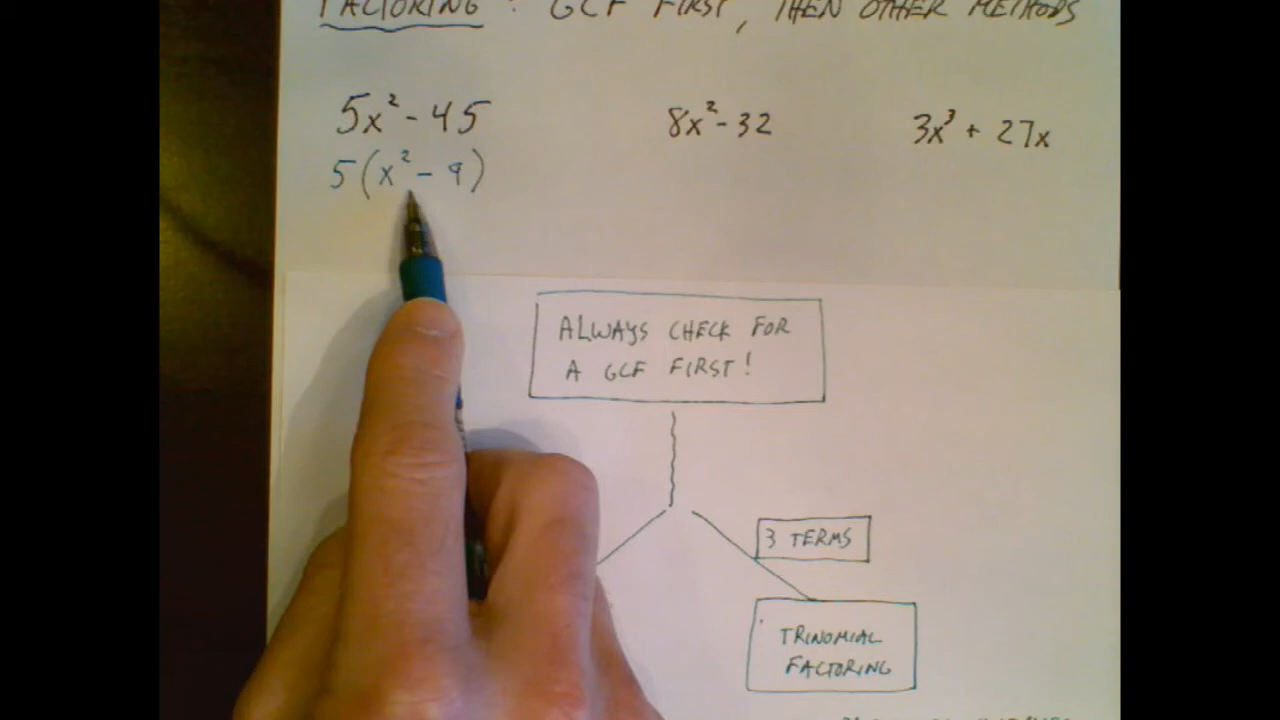 FACTORING : GCF FIRST, THEN OTHER METHODS
5x² - 45
5(x² - 9)
8x² - 32
3x³ + 27x
ALWAYS CHECK FOR
A GCF FIRST!
3 TERMS
TRINOMIAL
FACTORING